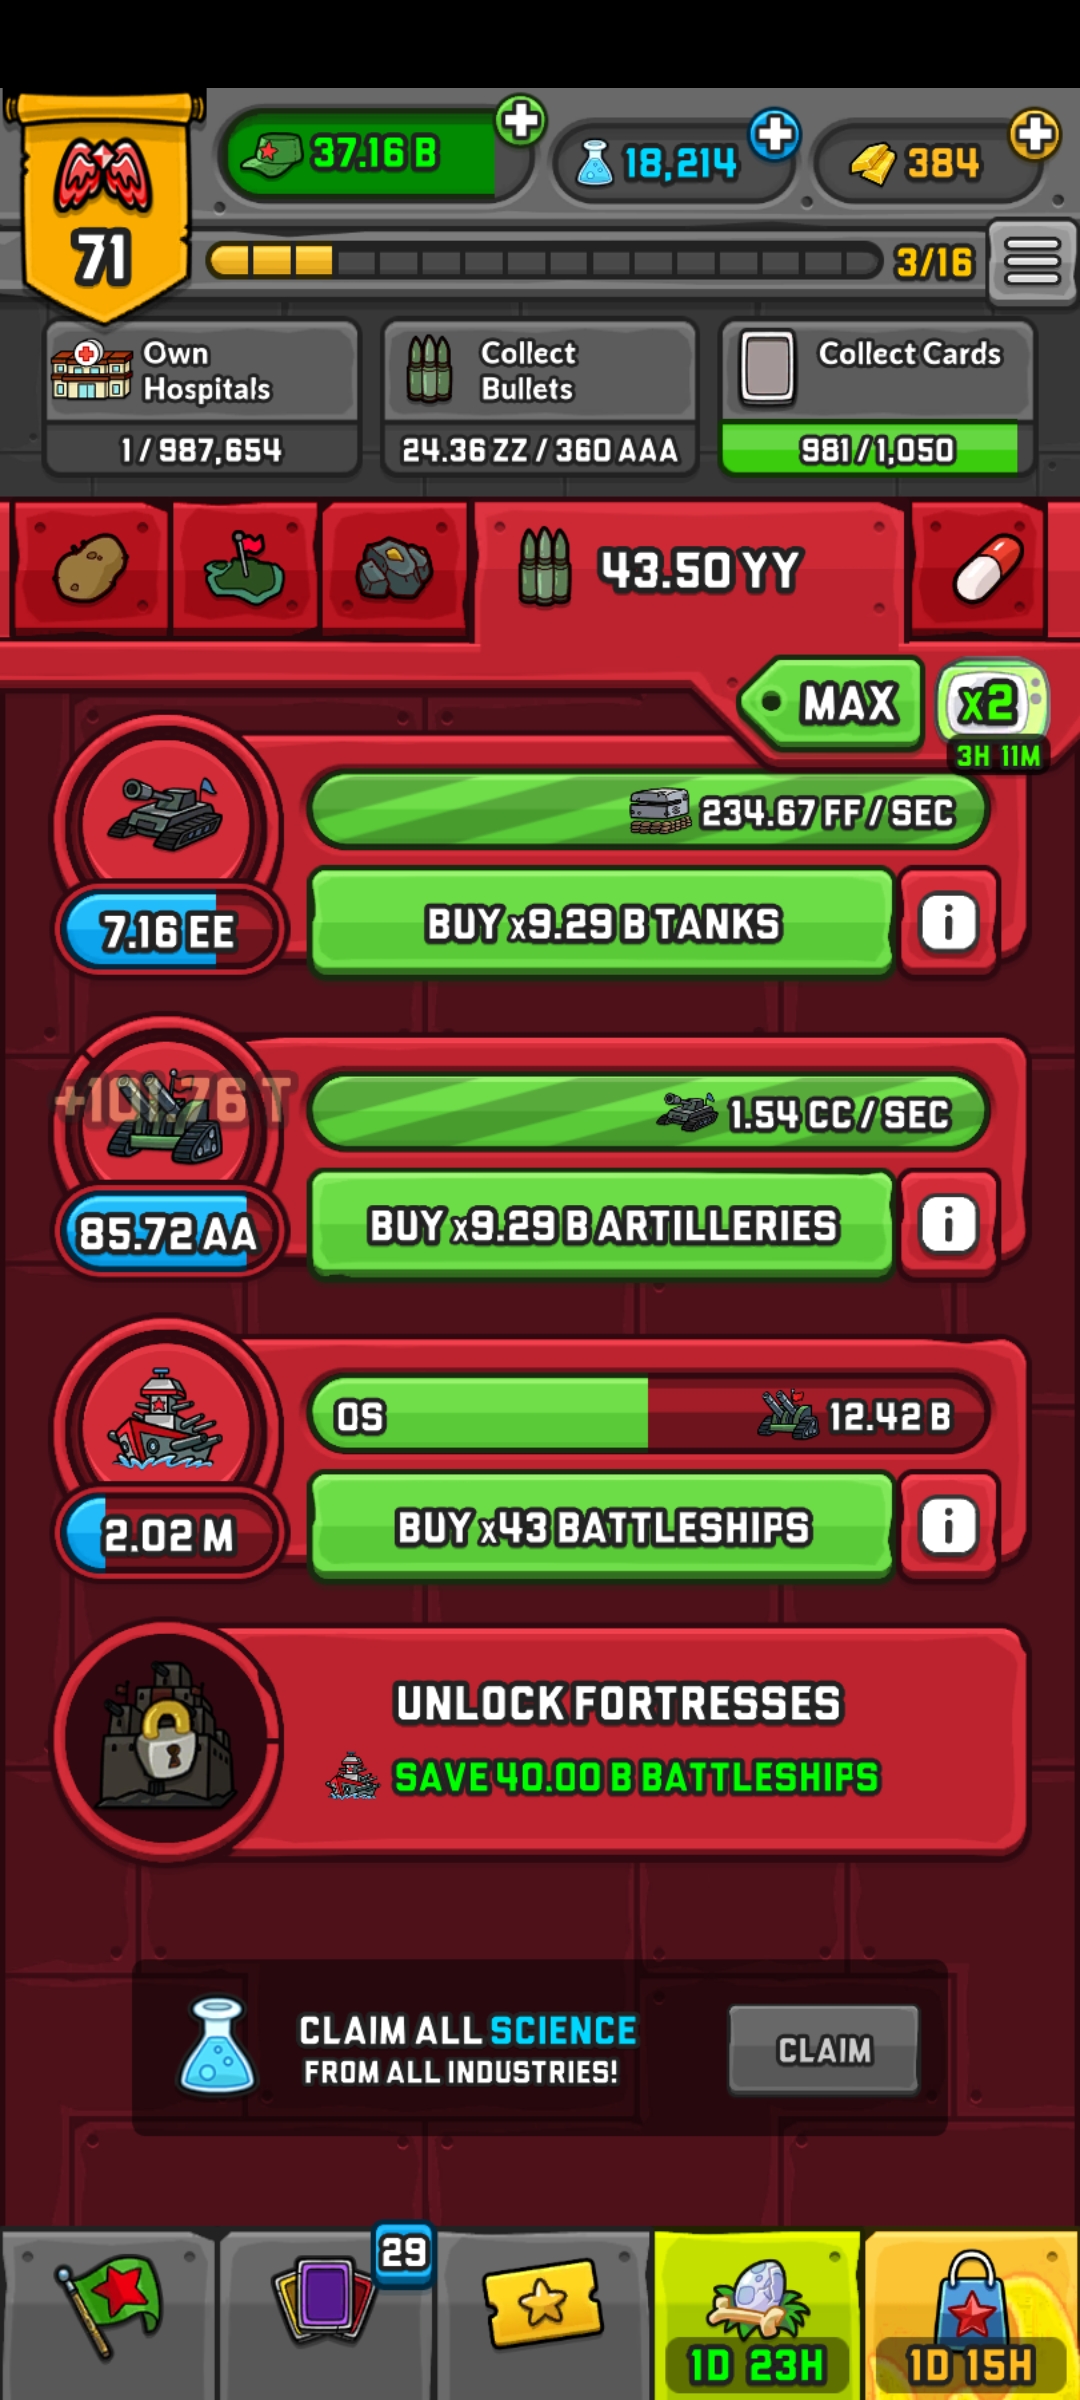 37.16 B
18,214
384
71
3/16
Own
Hospitals
1 / 987,654
Collect
Bullets
24.36 ZZ / 360 AAA
Collect Cards
981 / 1,050
43.50 YY
MAX
x2
3H 11M
234.67 FF / SEC
7.16 EE
BUY x9.29 B TANKS
i
+101.76 T
1.54 CC / SEC
85.72 AA
BUY x9.29 B ARTILLERIES
i
0S
12.42 B
2.02 M
BUY x43 BATTLESHIPS
i
UNLOCK FORTRESSES
SAVE 40.00 B BATTLESHIPS
CLAIM ALL SCIENCE
FROM ALL INDUSTRIES!
CLAIM
29
1D 23H
1D 15H